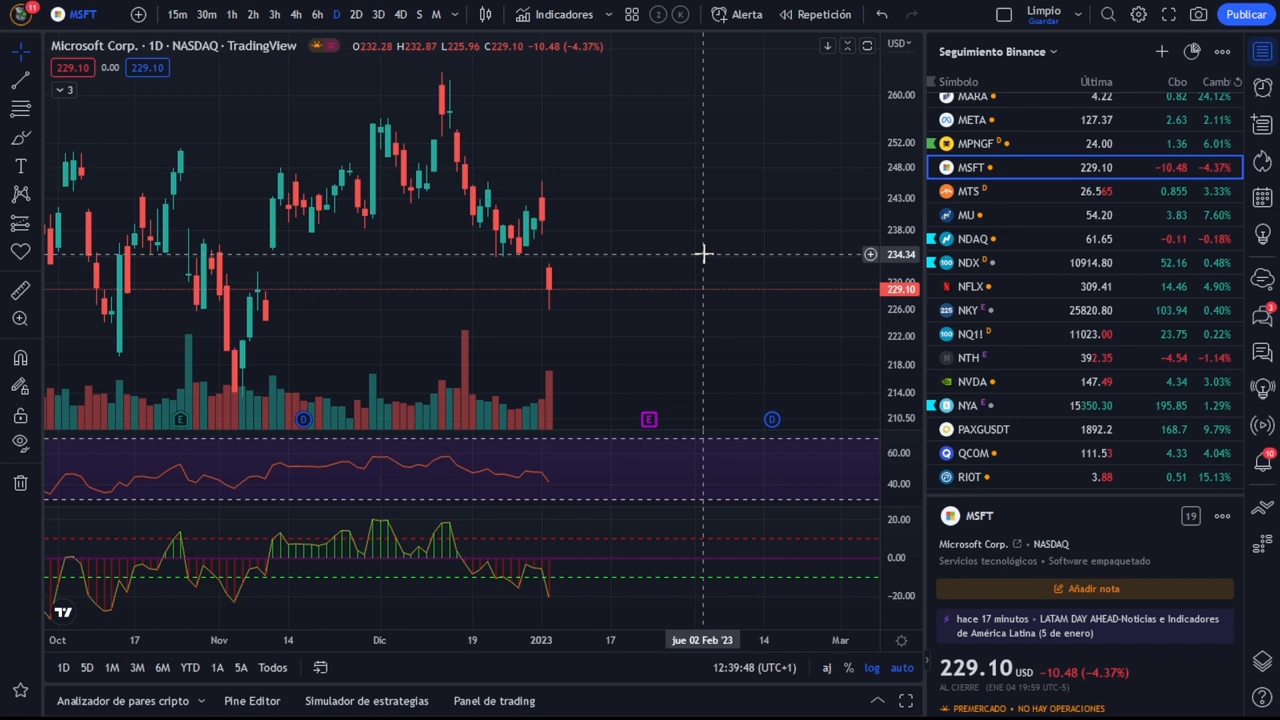 11
MSFT
15m 30m 1h 2h 3h 4h 6h D 2D 3D 4D S M
Indicadores
2 K
Alerta
Repetición
Limpio
Guardar
Publicar
Microsoft Corp. · 1D · NASDAQ · TradingView
O232.28 H232.87 L225.96 C229.10 −10.48 (−4.37%)
229.10 0.00 229.10
3
USD
260.00
252.00
248.00
243.00
238.00
234.34
229.10
226.00
222.00
218.00
214.00
210.50
E D E D
60.00
40.00
20.00
0.00
−20.00
Oct 17 Nov 14 Dic 19 2023 17 jue 02 Feb '23 14 Mar
1D 5D 1M 3M 6M YTD 1A 5A Todos
12:39:48 (UTC+1) aj % log auto
Analizador de pares cripto Pine Editor Simulador de estrategias Panel de trading
Seguimiento Binance
Símbolo Última Cbo Camb
MARA 4.22 0.82 24.12%
META 127.37 2.63 2.11%
MPNGF D 24.00 1.36 6.01%
MSFT 229.10 −10.48 −4.37%
MTS D 26.565 0.855 3.33%
MU 54.20 3.83 7.60%
NDAQ 61.65 −0.11 −0.18%
NDX D 10914.80 52.16 0.48%
NFLX 309.41 14.46 4.90%
NKY E 25820.80 103.94 0.40%
NQ1! D 11023.00 23.75 0.22%
NTH E 392.35 −4.54 −1.14%
NVDA 147.49 4.34 3.03%
NYA E 15350.30 195.85 1.29%
PAXGUSDT 1892.2 168.7 9.79%
QCOM 111.53 4.33 4.04%
RIOT 3.88 0.51 15.13%
MSFT 19
Microsoft Corp. • NASDAQ
Servicios tecnológicos • Software empaquetado
Añadir nota
hace 17 minutos • LATAM DAY AHEAD-Noticias e Indicadores
de América Latina (5 de enero)
229.10 USD −10.48 (−4.37%)
AL CIERRE (ENE 04 19:59 UTC-5)
PREMERCADO • NO HAY OPERACIONES
3
10